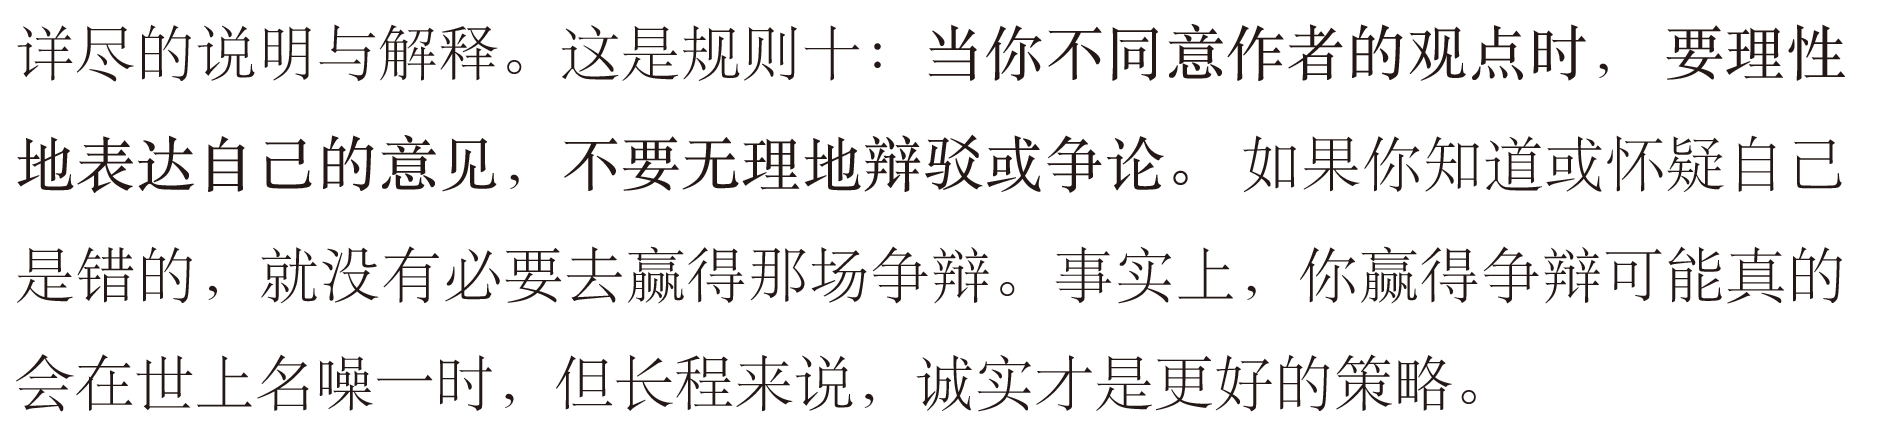 详尽的说明与解释。这是规则十：当你不同意作者的观点时，要理性
地表达自己的意见，不要无理地辩驳或争论。如果你知道或怀疑自己
是错的，就没有必要去赢得那场争辩。事实上，你赢得争辩可能真的
会在世上名噪一时，但长程来说，诚实才是更好的策略。